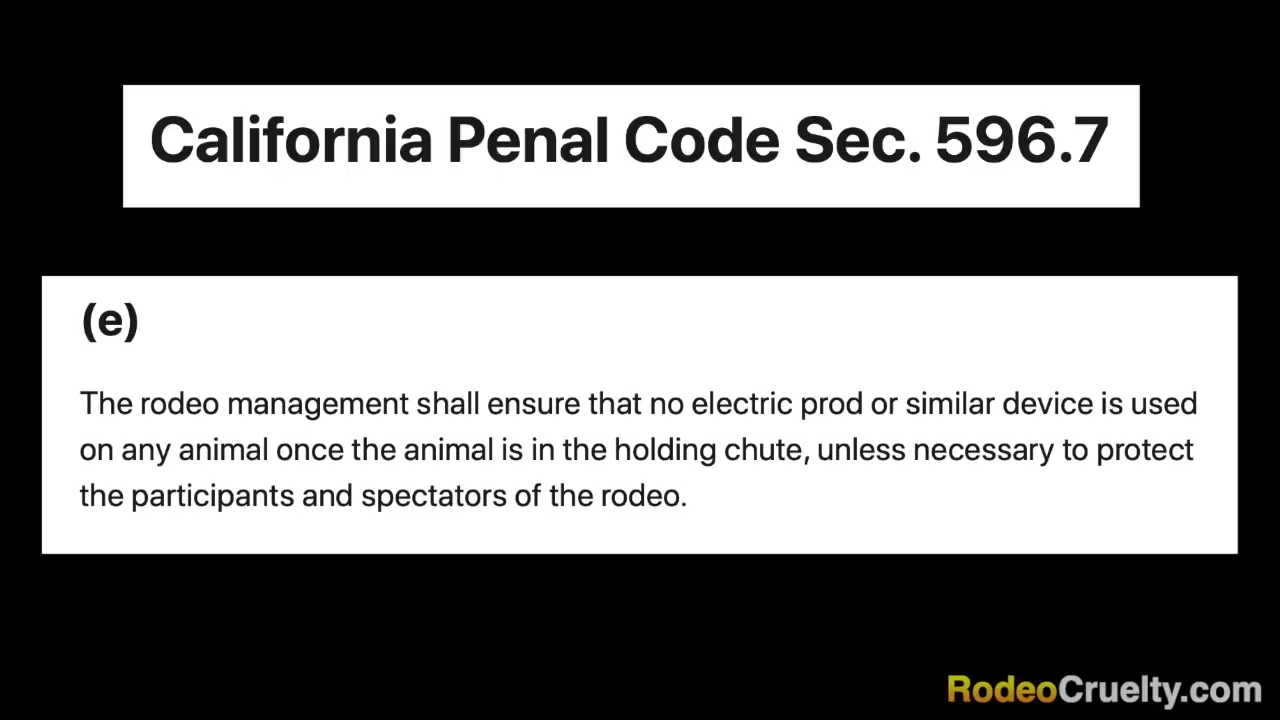 California Penal Code Sec. 596.7
(e)
The rodeo management shall ensure that no electric prod or similar device is used
on any animal once the animal is in the holding chute, unless necessary to protect
the participants and spectators of the rodeo.
RodeoCruelty.com